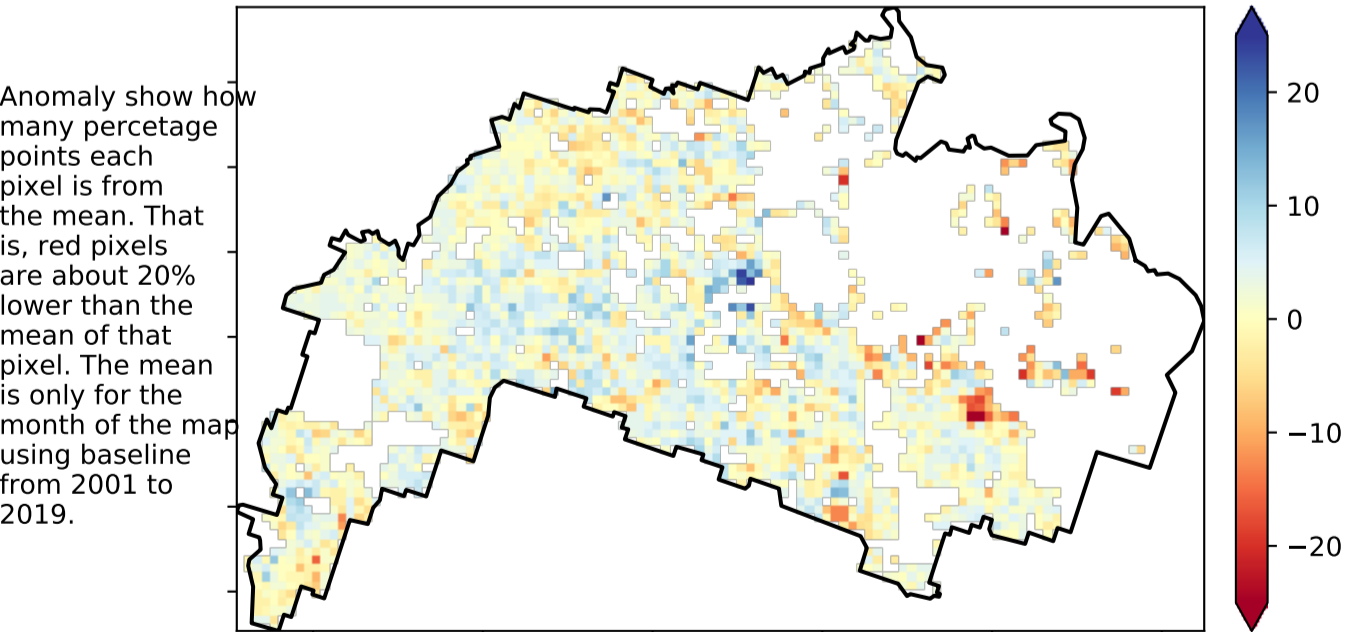 Anomaly show how
many percetage
points each
pixel is from
the mean. That
is, red pixels
are about 20%
lower than the
mean of that
pixel. The mean
is only for the
month of the map
using baseline
from 2001 to
2019.
20
10
0
−10
−20